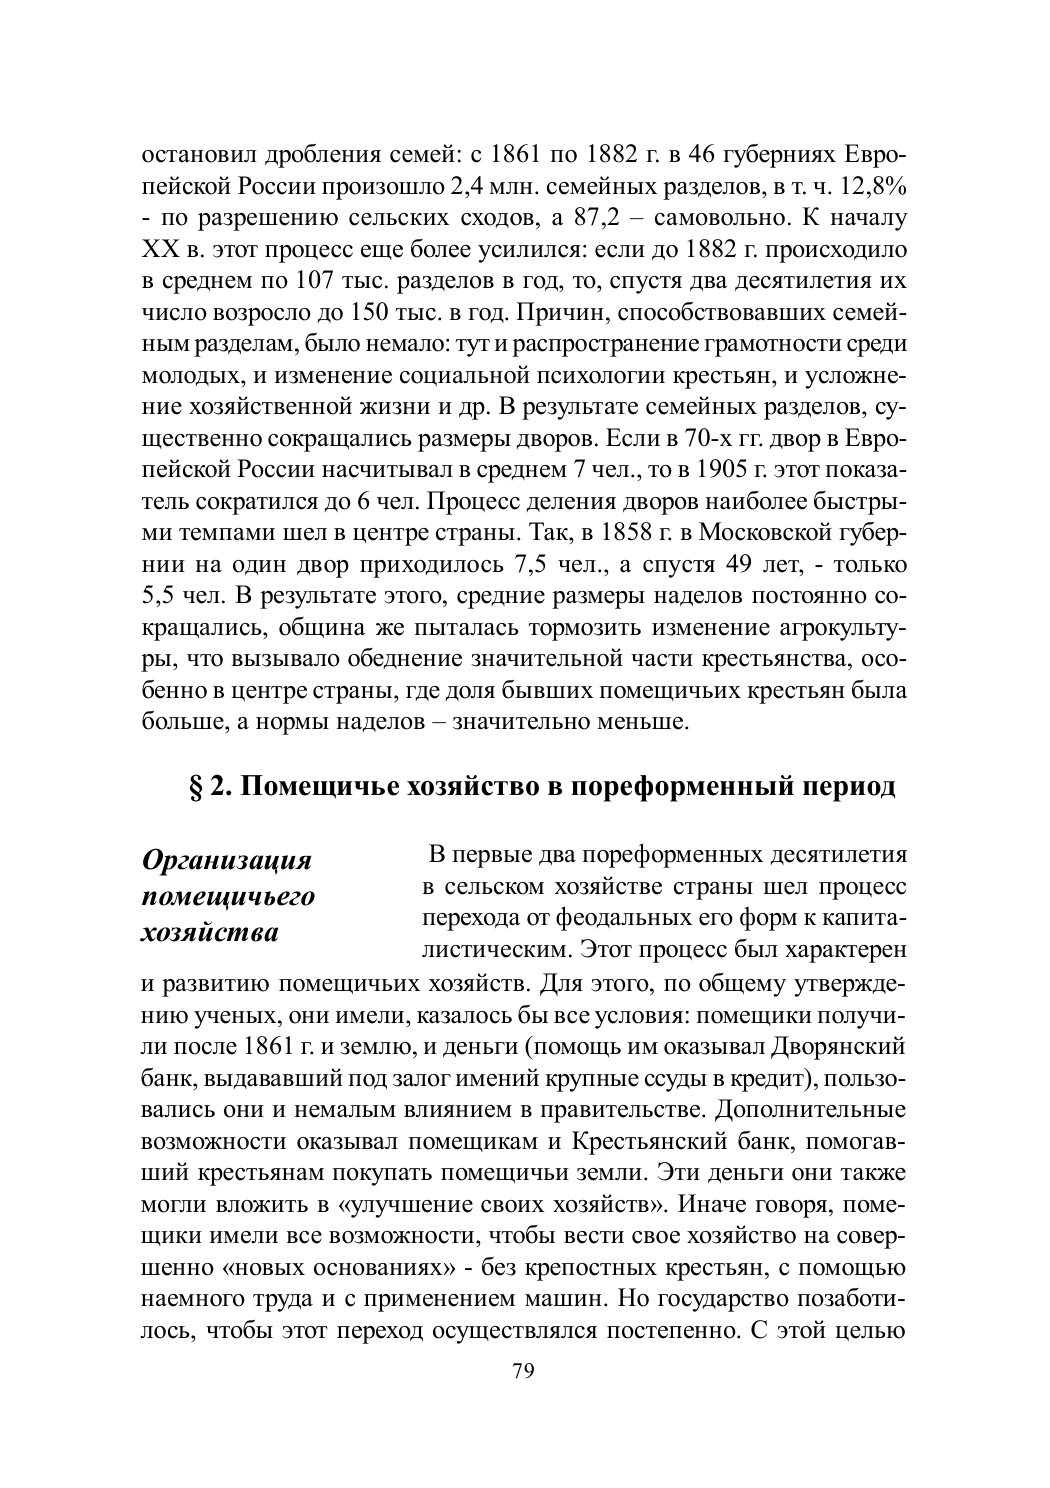 остановил дробления семей: с 1861 по 1882 г. в 46 губерниях Евро-
пейской России произошло 2,4 млн. семейных разделов, в т. ч. 12,8%
- по разрешению сельских сходов, а 87,2 – самовольно. К началу
XX в. этот процесс еще более усилился: если до 1882 г. происходило
в среднем по 107 тыс. разделов в год, то, спустя два десятилетия их
число возросло до 150 тыс. в год. Причин, способствовавших семей-
ным разделам, было немало: тут и распространение грамотности среди
молодых, и изменение социальной психологии крестьян, и усложне-
ние хозяйственной жизни и др. В результате семейных разделов, су-
щественно сокращались размеры дворов. Если в 70-х гг. двор в Евро-
пейской России насчитывал в среднем 7 чел., то в 1905 г. этот показа-
тель сократился до 6 чел. Процесс деления дворов наиболее быстры-
ми темпами шел в центре страны. Так, в 1858 г. в Московской губер-
нии на один двор приходилось 7,5 чел., а спустя 49 лет, - только
5,5 чел. В результате этого, средние размеры наделов постоянно со-
кращались, община же пыталась тормозить изменение агрокульту-
ры, что вызывало обеднение значительной части крестьянства, осо-
бенно в центре страны, где доля бывших помещичьих крестьян была
больше, а нормы наделов – значительно меньше.
§ 2. Помещичье хозяйство в пореформенный период
Организация
помещичьего
хозяйства
В первые два пореформенных десятилетия
в сельском хозяйстве страны шел процесс
перехода от феодальных его форм к капита-
листическим. Этот процесс был характерен
и развитию помещичьих хозяйств. Для этого, по общему утвержде-
нию ученых, они имели, казалось бы все условия: помещики получи-
ли после 1861 г. и землю, и деньги (помощь им оказывал Дворянский
банк, выдававший под залог имений крупные ссуды в кредит), пользо-
вались они и немалым влиянием в правительстве. Дополнительные
возможности оказывал помещикам и Крестьянский банк, помогав-
ший крестьянам покупать помещичьи земли. Эти деньги они также
могли вложить в «улучшение своих хозяйств». Иначе говоря, поме-
щики имели все возможности, чтобы вести свое хозяйство на совер-
шенно «новых основаниях» - без крепостных крестьян, с помощью
наемного труда и с применением машин. Но государство позаботи-
лось, чтобы этот переход осуществлялся постепенно. С этой целью
79